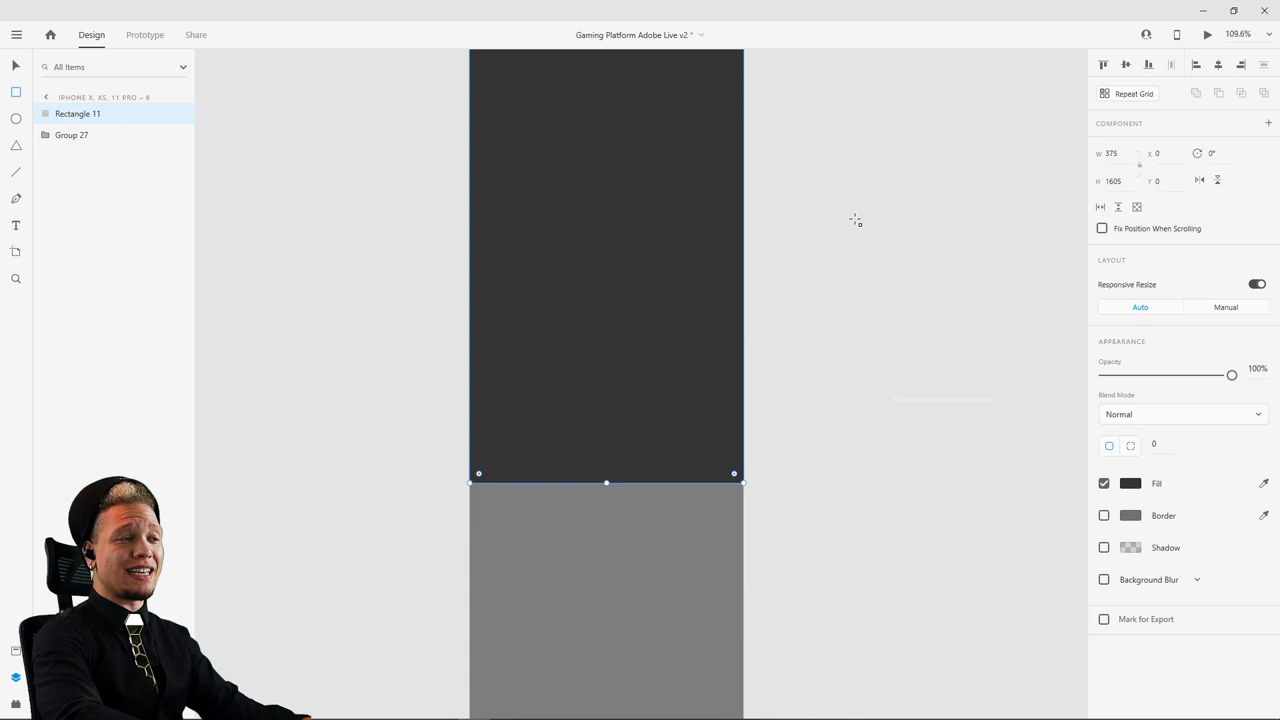 Design
Prototype
Share
Gaming Platform Adobe Live v2 *
109.6%
All Items
IPHONE X, XS, 11 PRO – 6
Rectangle 11
Group 27
Repeat Grid
COMPONENT
W 375
X 0
0°
H 1605
Y 0
Fix Position When Scrolling
LAYOUT
Responsive Resize
Auto
Manual
APPEARANCE
Opacity
100%
Blend Mode
Normal
0
Fill
Border
Shadow
Background Blur
Mark for Export